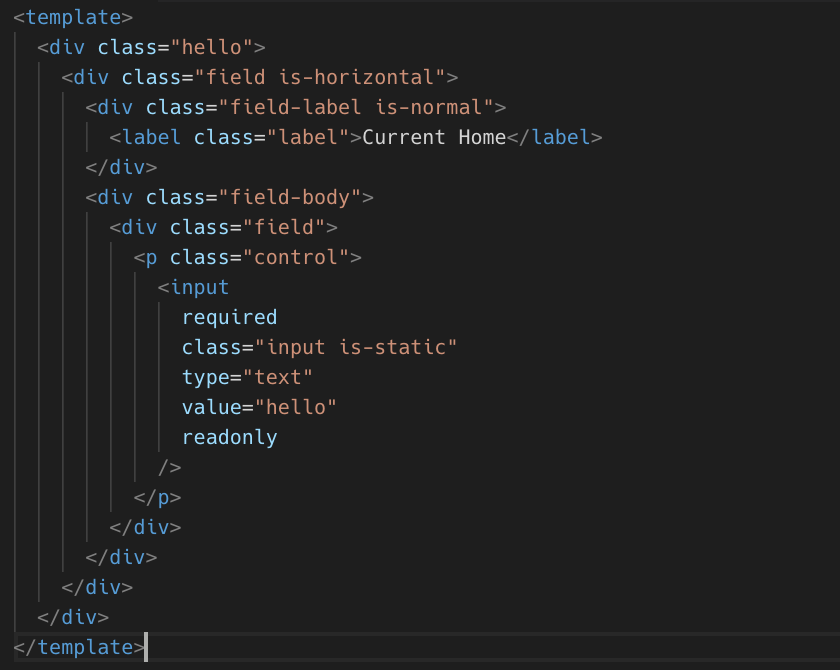 <template>
<div class="hello">
<div class="field is-horizontal">
<div class="field-label is-normal">
<label class="label">Current Home</label>
</div>
<div class="field-body">
<div class="field">
<p class="control">
<input
required
class="input is-static"
type="text"
value="hello"
readonly
/>
</p>
</div>
</div>
</div>
</div>
</template>